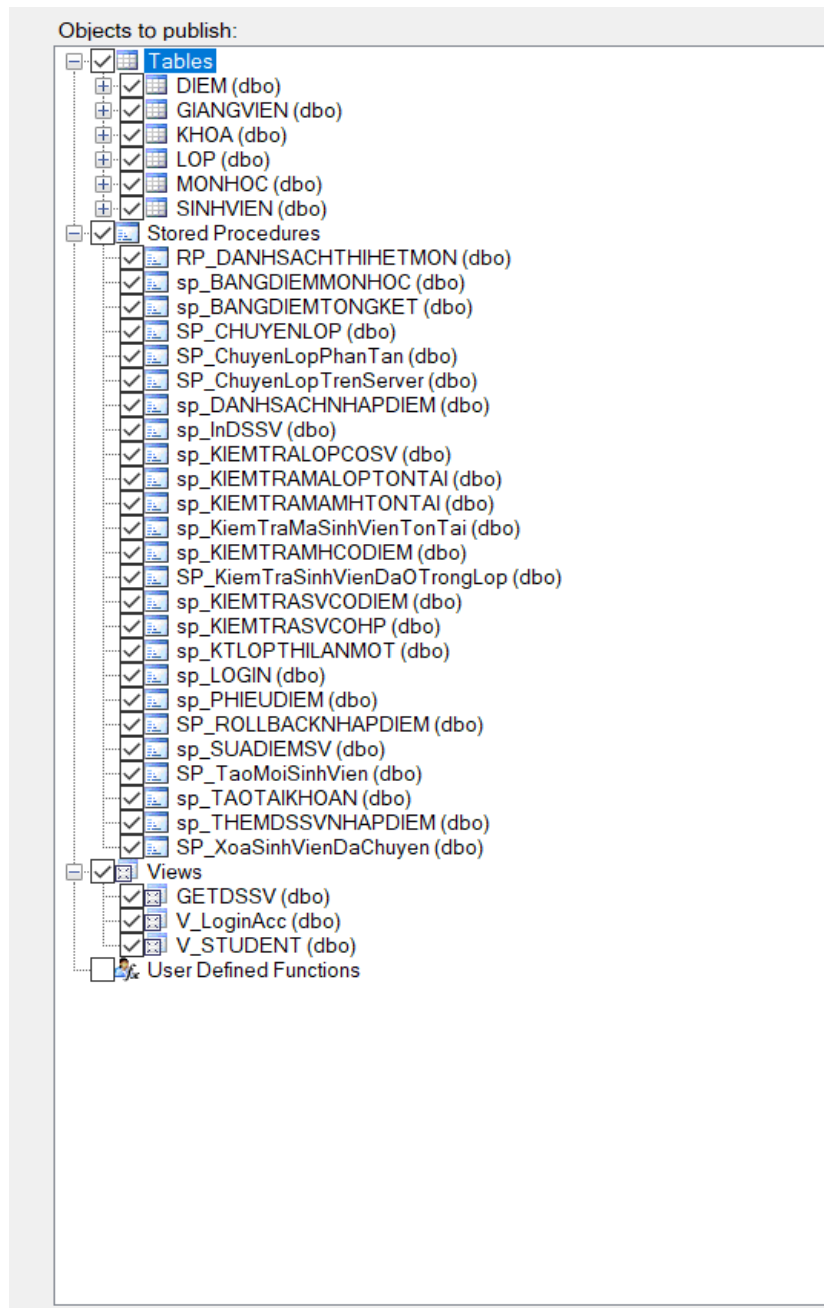 Objects to publish:
Tables
DIEM (dbo)
GIANGVIEN (dbo)
KHOA (dbo)
LOP (dbo)
MONHOC (dbo)
SINHVIEN (dbo)
Stored Procedures
RP_DANHSACHTHIHETMON (dbo)
sp_BANGDIEMMONHOC (dbo)
sp_BANGDIEMTONGKET (dbo)
SP_CHUYENLOP (dbo)
SP_ChuyenLopPhanTan (dbo)
SP_ChuyenLopTrenServer (dbo)
sp_DANHSACHNHAPDIEM (dbo)
sp_InDSSV (dbo)
sp_KIEMTRALOPCOSV (dbo)
sp_KIEMTRAMALOPTONTAI (dbo)
sp_KIEMTRAMAMHTONTAI (dbo)
sp_KiemTraMaSinhVienTonTai (dbo)
sp_KIEMTRAMHCODIEM (dbo)
SP_KiemTraSinhVienDaOTrongLop (dbo)
sp_KIEMTRASVCODIEM (dbo)
sp_KIEMTRASVCOHP (dbo)
sp_KTLOPTHILANMOT (dbo)
sp_LOGIN (dbo)
sp_PHIEUDIEM (dbo)
SP_ROLLBACKNHAPDIEM (dbo)
sp_SUADIEMSV (dbo)
SP_TaoMoiSinhVien (dbo)
sp_TAOTAIKHOAN (dbo)
sp_THEMDSSVNHAPDIEM (dbo)
SP_XoaSinhVienDaChuyen (dbo)
Views
GETDSSV (dbo)
V_LoginAcc (dbo)
V_STUDENT (dbo)
User Defined Functions